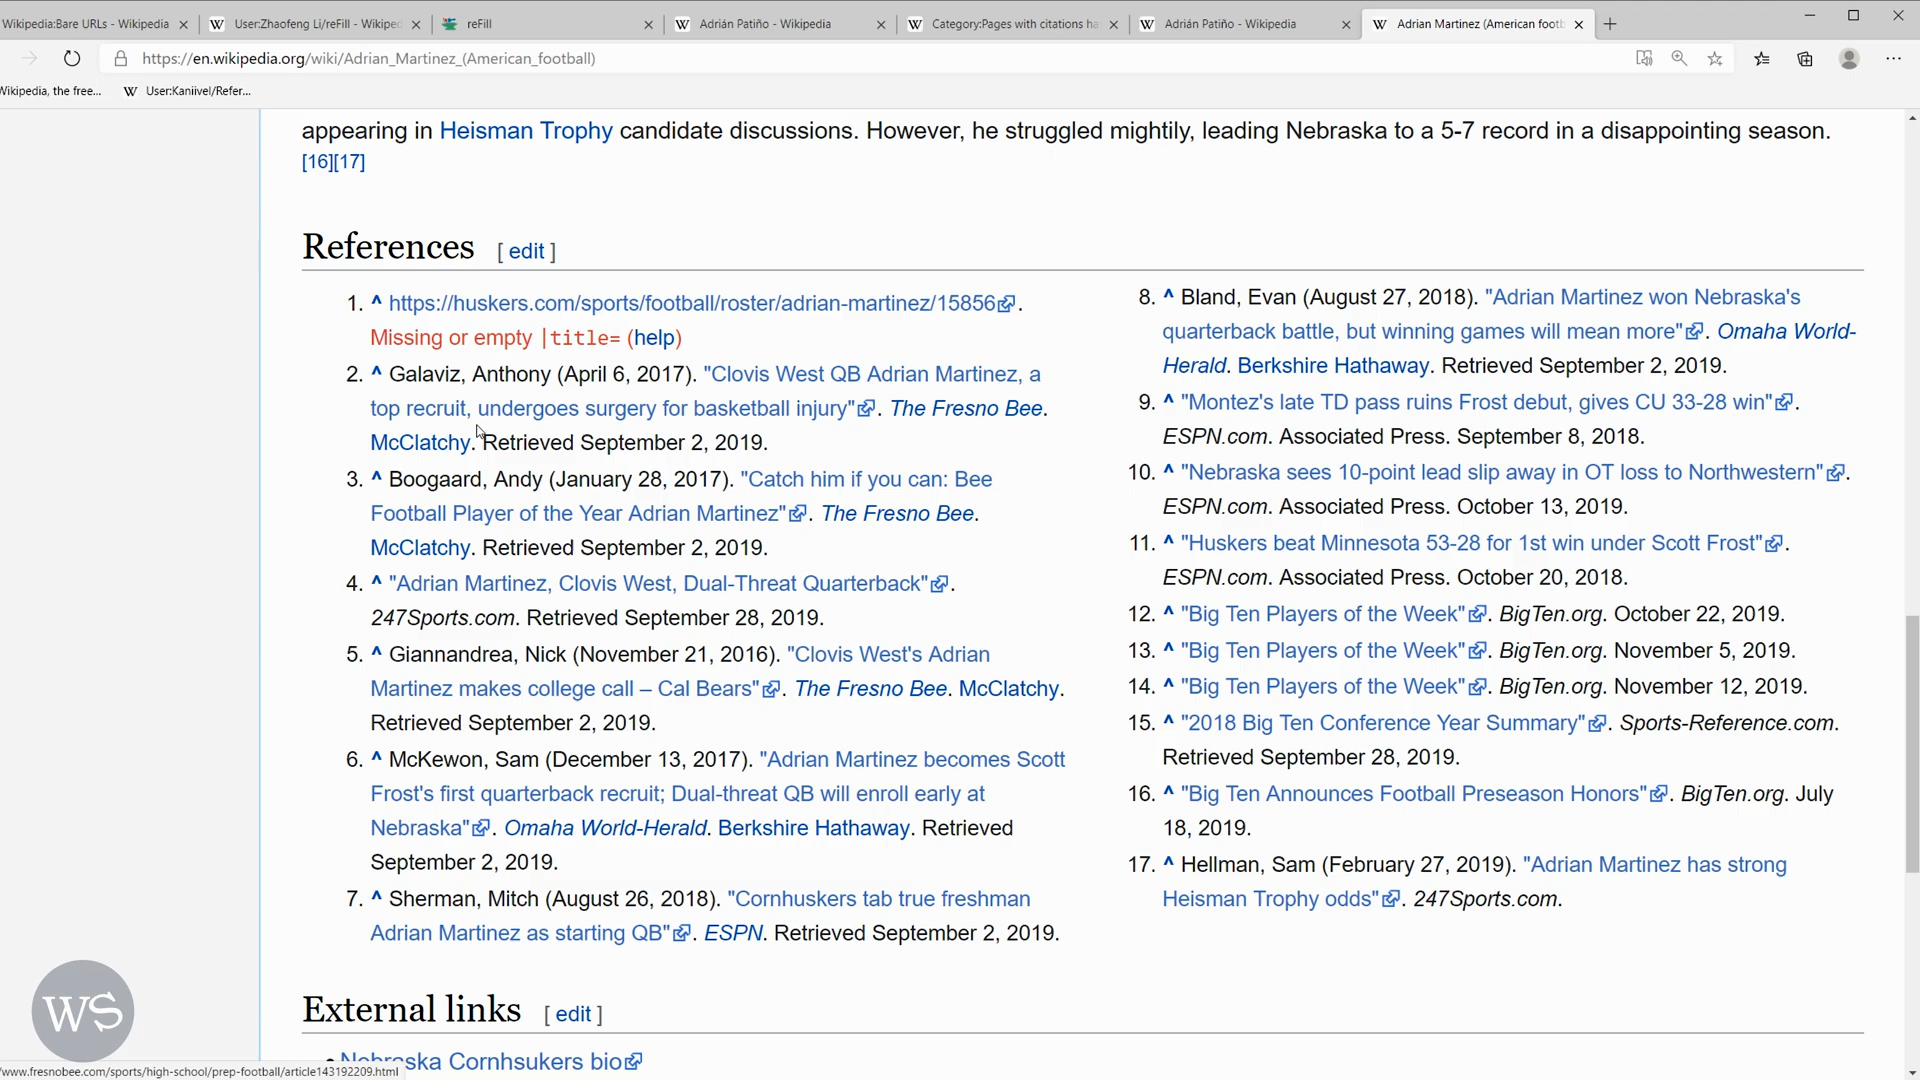 Wikipedia:Bare URLs - Wikipedia
User:Zhaofeng Li/reFill - Wikiped
reFill
Adrián Patiño - Wikipedia
Category:Pages with citations ha
Adrián Patiño - Wikipedia
Adrian Martinez (American footb
https://en.wikipedia.org/wiki/Adrian_Martinez_(American_football)
Wikipedia, the free...
User:Kaniivel/Refer...
appearing in Heisman Trophy candidate discussions. However, he struggled mightily, leading Nebraska to a 5-7 record in a disappointing season.
[16][17]
References [ edit ]
1. ^ https://huskers.com/sports/football/roster/adrian-martinez/15856.
Missing or empty |title= (help)
2. ^ Galaviz, Anthony (April 6, 2017). "Clovis West QB Adrian Martinez, a
top recruit, undergoes surgery for basketball injury". The Fresno Bee.
McClatchy. Retrieved September 2, 2019.
3. ^ Boogaard, Andy (January 28, 2017). "Catch him if you can: Bee
Football Player of the Year Adrian Martinez". The Fresno Bee.
McClatchy. Retrieved September 2, 2019.
4. ^ "Adrian Martinez, Clovis West, Dual-Threat Quarterback".
247Sports.com. Retrieved September 28, 2019.
5. ^ Giannandrea, Nick (November 21, 2016). "Clovis West's Adrian
Martinez makes college call – Cal Bears". The Fresno Bee. McClatchy.
Retrieved September 2, 2019.
6. ^ McKewon, Sam (December 13, 2017). "Adrian Martinez becomes Scott
Frost's first quarterback recruit; Dual-threat QB will enroll early at
Nebraska". Omaha World-Herald. Berkshire Hathaway. Retrieved
September 2, 2019.
7. ^ Sherman, Mitch (August 26, 2018). "Cornhuskers tab true freshman
Adrian Martinez as starting QB". ESPN. Retrieved September 2, 2019.
8. ^ Bland, Evan (August 27, 2018). "Adrian Martinez won Nebraska's
quarterback battle, but winning games will mean more". Omaha World-
Herald. Berkshire Hathaway. Retrieved September 2, 2019.
9. ^ "Montez's late TD pass ruins Frost debut, gives CU 33-28 win".
ESPN.com. Associated Press. September 8, 2018.
10. ^ "Nebraska sees 10-point lead slip away in OT loss to Northwestern".
ESPN.com. Associated Press. October 13, 2019.
11. ^ "Huskers beat Minnesota 53-28 for 1st win under Scott Frost".
ESPN.com. Associated Press. October 20, 2018.
12. ^ "Big Ten Players of the Week". BigTen.org. October 22, 2019.
13. ^ "Big Ten Players of the Week". BigTen.org. November 5, 2019.
14. ^ "Big Ten Players of the Week". BigTen.org. November 12, 2019.
15. ^ "2018 Big Ten Conference Year Summary". Sports-Reference.com.
Retrieved September 28, 2019.
16. ^ "Big Ten Announces Football Preseason Honors". BigTen.org. July
18, 2019.
17. ^ Hellman, Sam (February 27, 2019). "Adrian Martinez has strong
Heisman Trophy odds". 247Sports.com.
External links [ edit ]
• Nebraska Cornhsukers bio
WS
www.fresnobee.com/sports/high-school/prep-football/article143192209.html